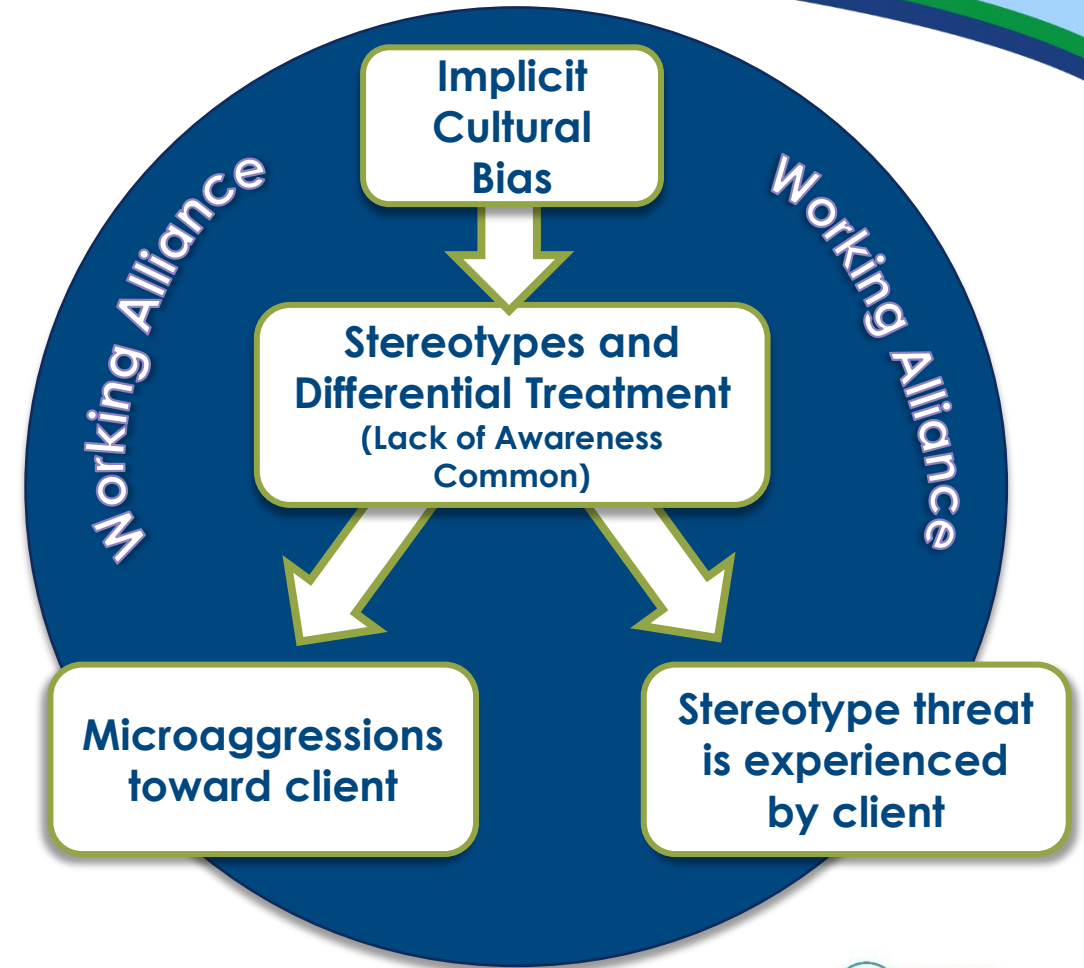 Implicit
Cultural
Bias
Working Alliance
Working Alliance
Stereotypes and
Differential Treatment
(Lack of Awareness
Common)
Microaggressions
toward client
Stereotype threat
is experienced
by client